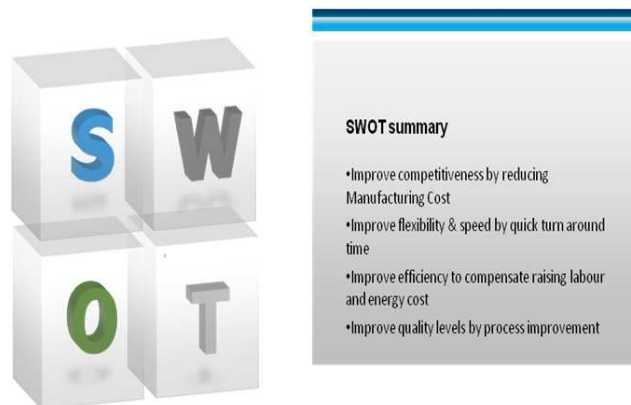 S W
O T
SWOT summary
•Improve competitiveness by reducing
Manufacturing Cost
•Improve flexibility & speed by quick turn around
time
•Improve efficiency to compensate raising labour
and energy cost
•Improve quality levels by process improvement